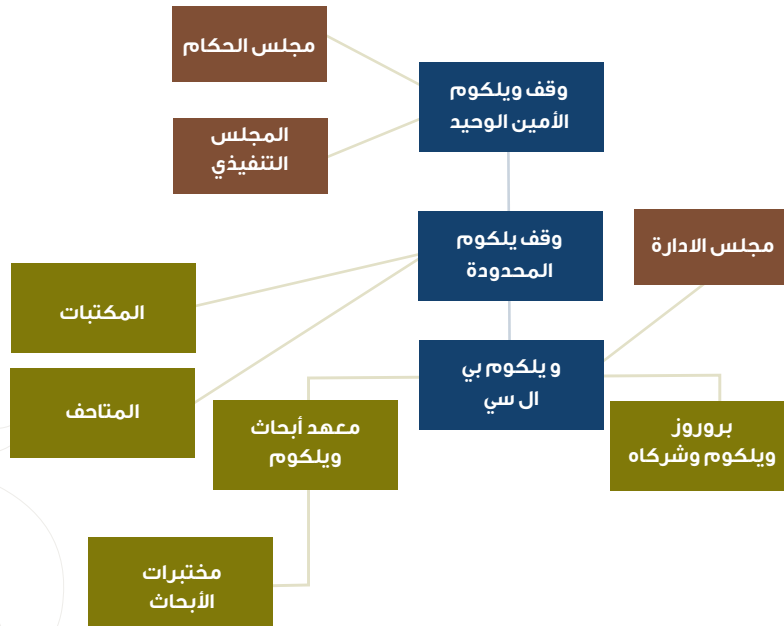 مجلس الحكام
وقف ويلكوم
الأمين الوحيد
المجلس
التنفيذي
وقف يلكوم
المحدودة
مجلس الادارة
المكتبات
و يلكوم بي
ال سي
المتاحف
معهد أبحاث
ويلكوم
بروروز
ويلكوم وشركاه
مختبرات
الأبحاث